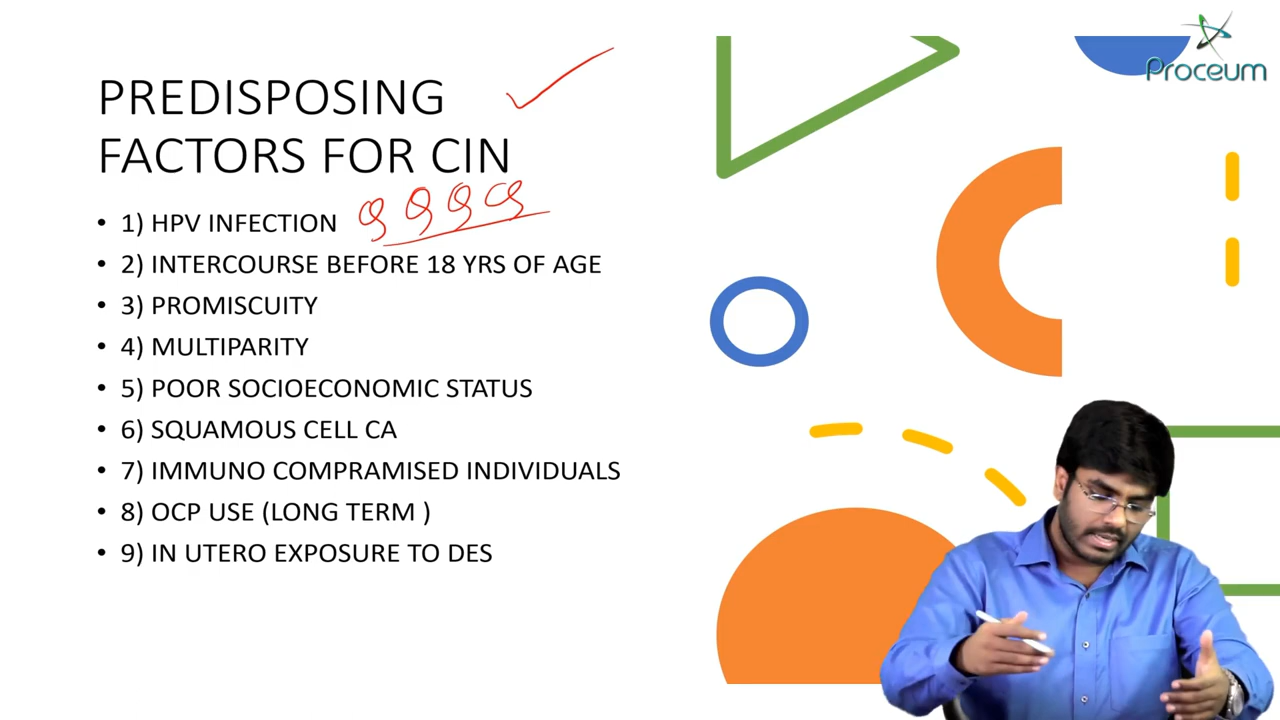 Proceum
PREDISPOSING
FACTORS FOR CIN
• 1) HPV INFECTION
• 2) INTERCOURSE BEFORE 18 YRS OF AGE
• 3) PROMISCUITY
• 4) MULTIPARITY
• 5) POOR SOCIOECONOMIC STATUS
• 6) SQUAMOUS CELL CA
• 7) IMMUNO COMPRAMISED INDIVIDUALS
• 8) OCP USE (LONG TERM )
• 9) IN UTERO EXPOSURE TO DES